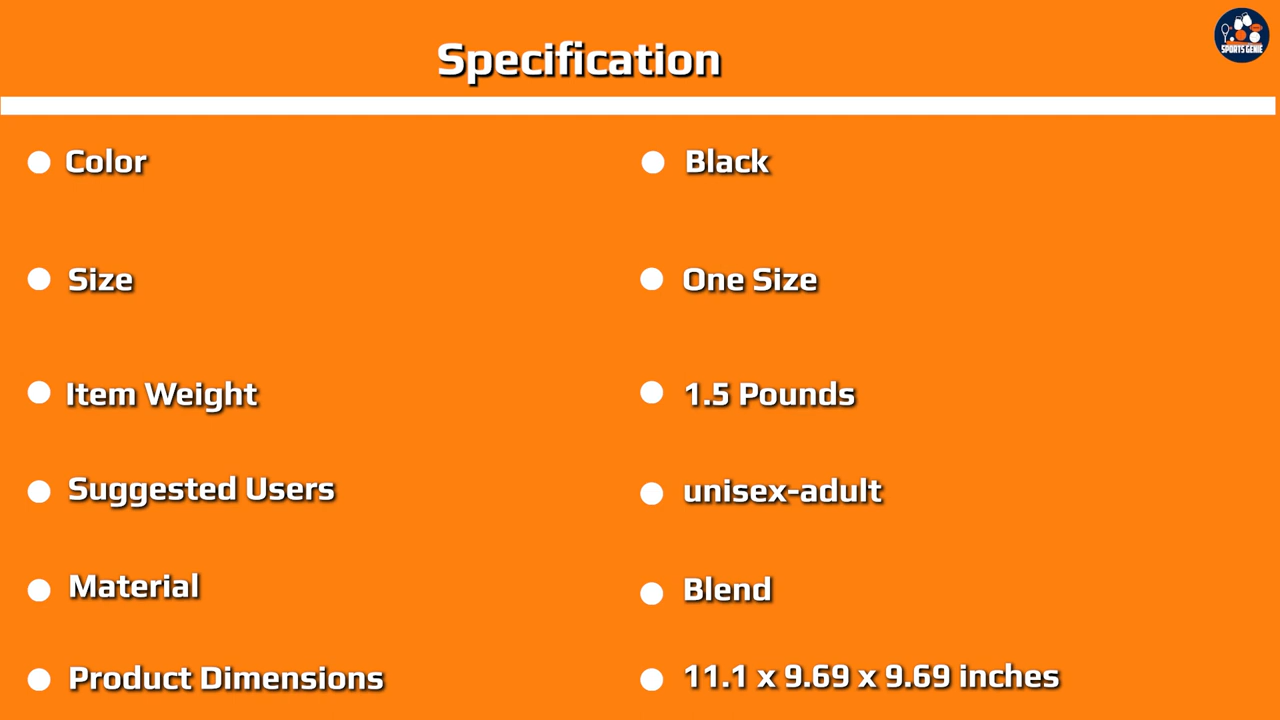 SPORTS GENIE
Specification
Color
Black
Size
One Size
Item Weight
1.5 Pounds
Suggested Users
unisex-adult
Material
Blend
Product Dimensions
11.1 x 9.69 x 9.69 inches